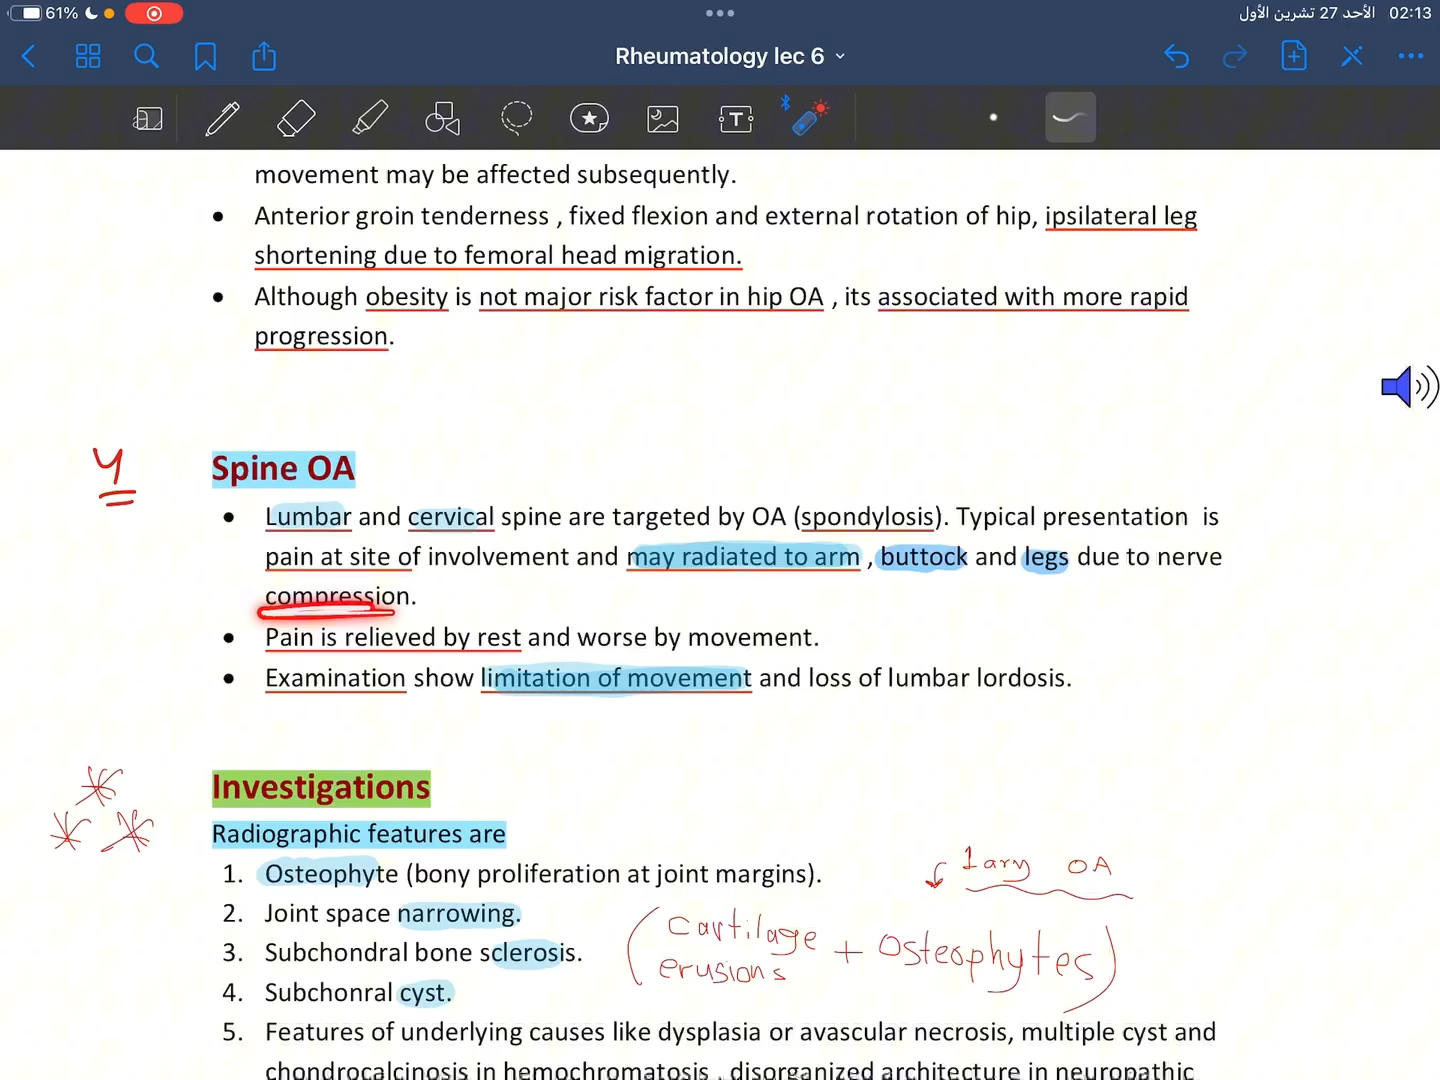 61%
الأحد 27 تشرين الأول 02:13
Rheumatology lec 6
movement may be affected subsequently.
• Anterior groin tenderness , fixed flexion and external rotation of hip, ipsilateral leg
shortening due to femoral head migration.
• Although obesity is not major risk factor in hip OA , its associated with more rapid
progression.
4
Spine OA
• Lumbar and cervical spine are targeted by OA (spondylosis). Typical presentation is
pain at site of involvement and may radiated to arm , buttock and legs due to nerve
compression.
• Pain is relieved by rest and worse by movement.
• Examination show limitation of movement and loss of lumbar lordosis.
Investigations
Radiographic features are
1. Osteophyte (bony proliferation at joint margins).
2. Joint space narrowing.
3. Subchondral bone sclerosis.
4. Subchonral cyst.
1ary OA
(cartilage erusions + Osteophytes)
5. Features of underlying causes like dysplasia or avascular necrosis, multiple cyst and
chondrocalcinosis in hemochromatosis , disorganized architecture in neuropathic